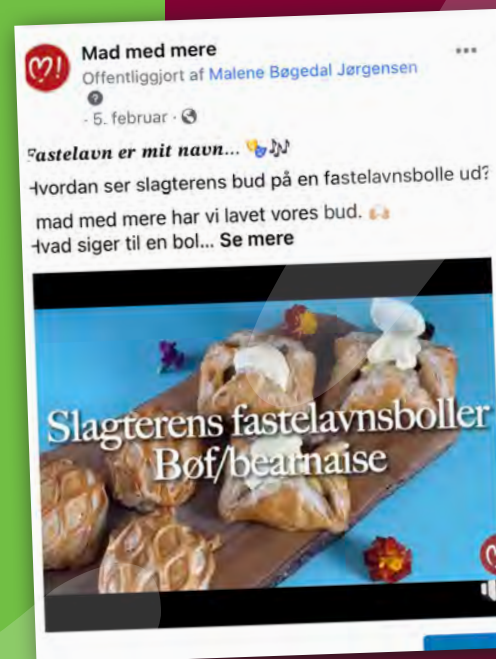 Mad med mere
Offentliggjort af Malene Bøgedal Jørgensen
- 5. februar ·
Fastelavn er mit navn... 🎭🎶
Hvordan ser slagterens bud på en fastelavnsbolle ud?
mad med mere har vi lavet vores bud. 🙌🏻
Hvad siger til en bol... Se mere
Slagterens fastelavnsboller
Bøf/bearnaise